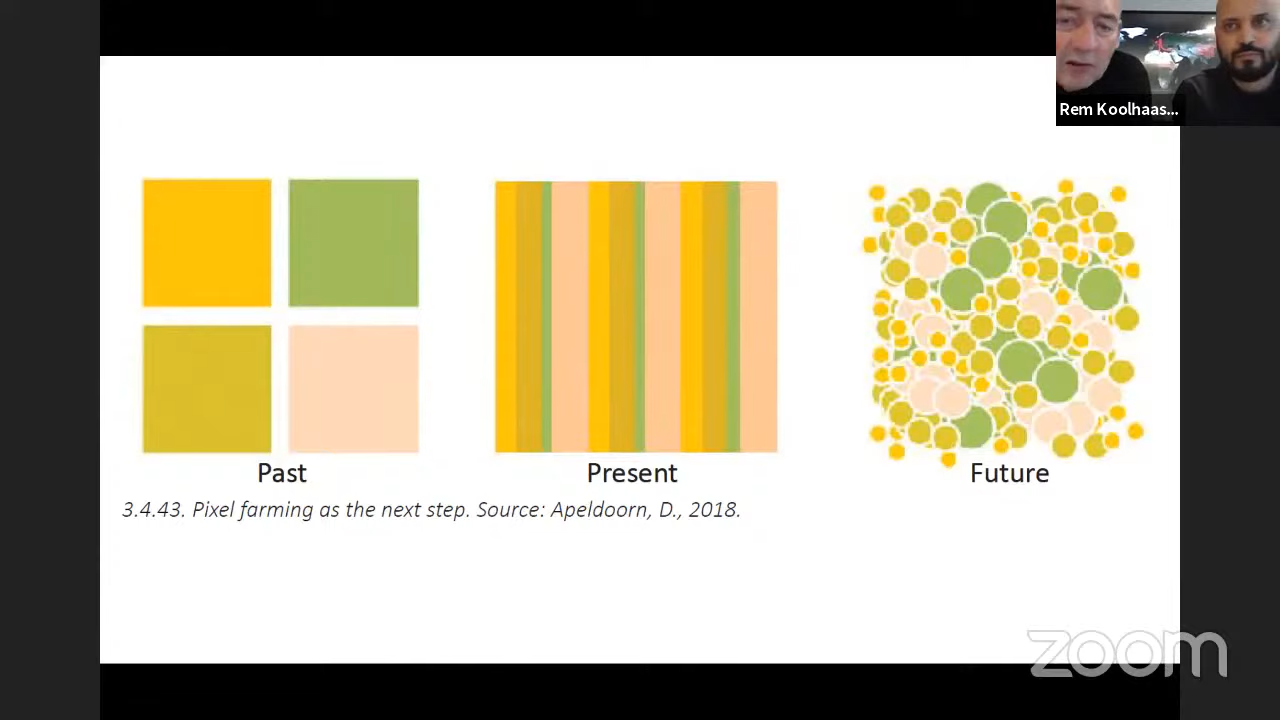 Rem Koolhaas...
Past
Present
Future
3.4.43. Pixel farming as the next step. Source: Apeldoorn, D., 2018.
zoom